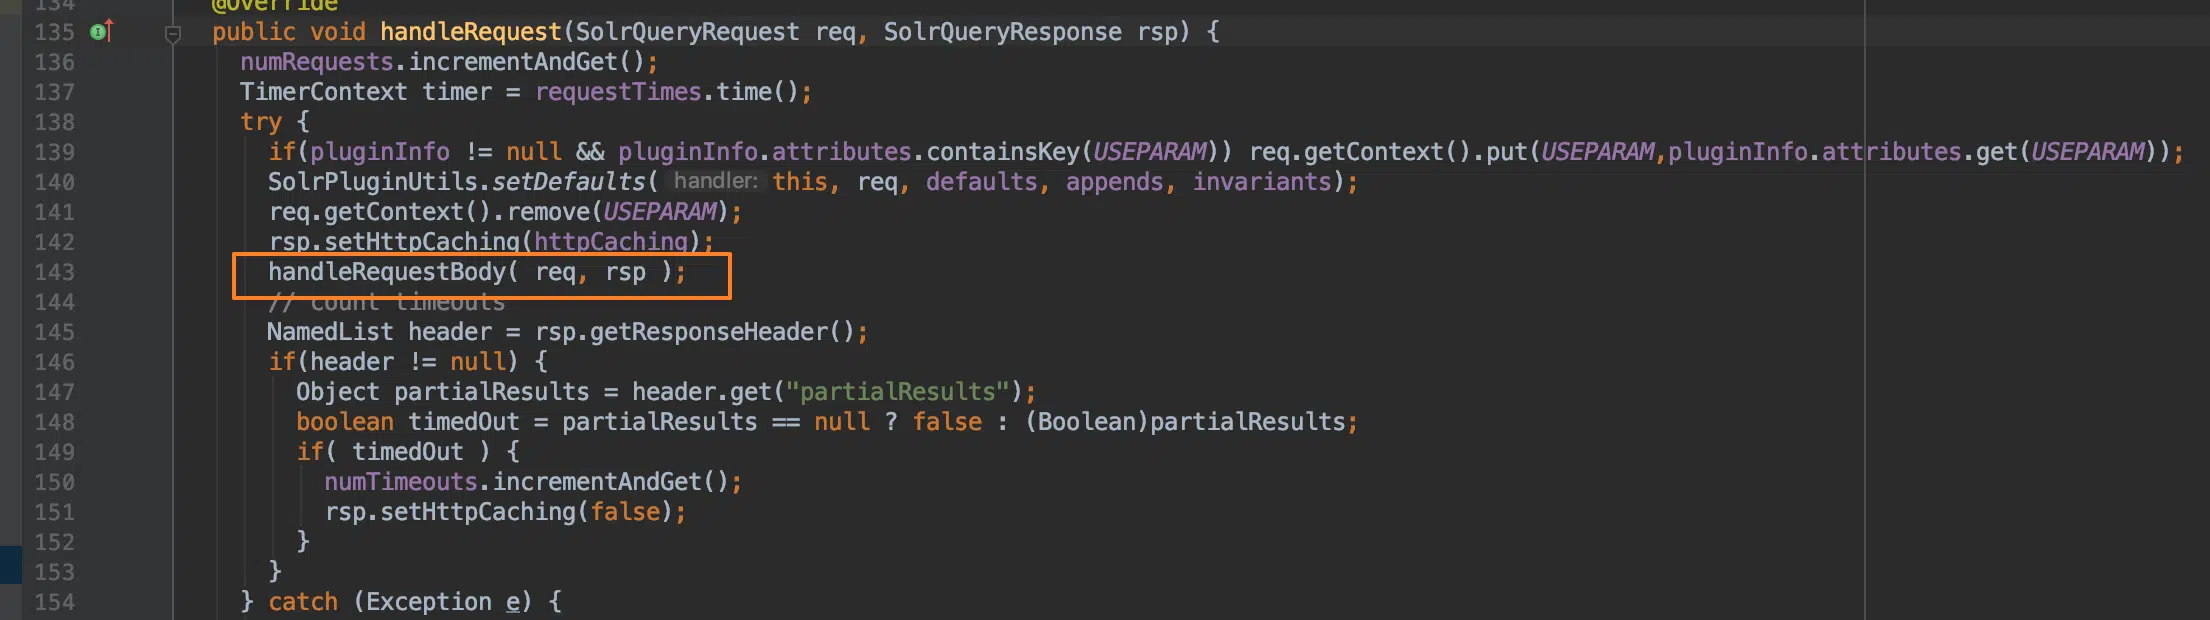 134 @Override
135 public void handleRequest(SolrQueryRequest req, SolrQueryResponse rsp) {
136 numRequests.incrementAndGet();
137 TimerContext timer = requestTimes.time();
138 try {
139 if(pluginInfo != null && pluginInfo.attributes.containsKey(USEPARAM)) req.getContext().put(USEPARAM,pluginInfo.attributes.get(USEPARAM));
140 SolrPluginUtils.setDefaults( handler: this, req, defaults, appends, invariants);
141 req.getContext().remove(USEPARAM);
142 rsp.setHttpCaching(httpCaching);
143 handleRequestBody( req, rsp );
144 // count timeouts
145 NamedList header = rsp.getResponseHeader();
146 if(header != null) {
147 Object partialResults = header.get("partialResults");
148 boolean timedOut = partialResults == null ? false : (Boolean)partialResults;
149 if( timedOut ) {
150 numTimeouts.incrementAndGet();
151 rsp.setHttpCaching(false);
152 }
153 }
154 } catch (Exception e) {